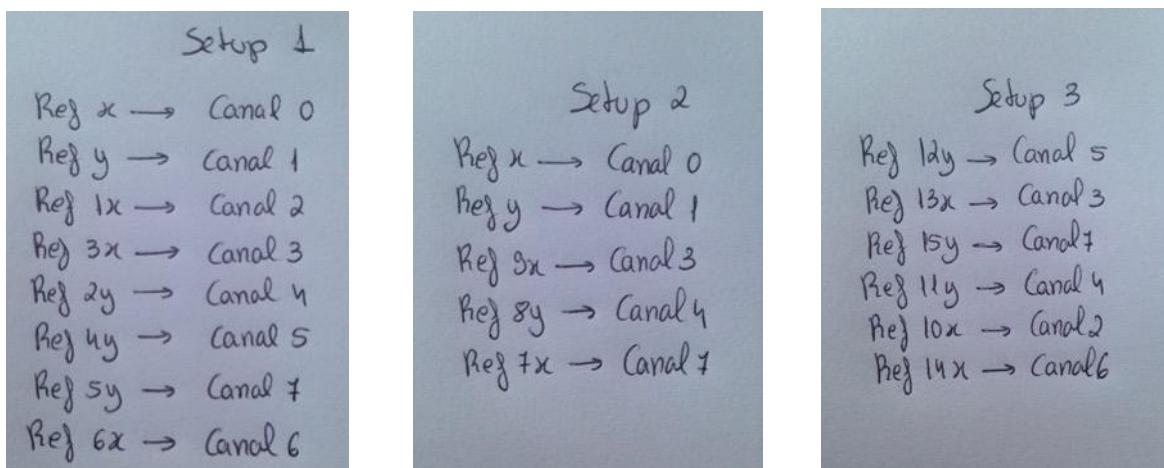 Setup 1
Ref x → Canal 0
Ref y → Canal 1
Ref 1x → Canal 2
Ref 3x → Canal 3
Ref 2y → Canal 4
Ref 4y → Canal 5
Ref 5y → Canal 7
Ref 6x → Canal 6
Setup 2
Ref x → Canal 0
Ref y → Canal 1
Ref 9x → Canal 3
Ref 8y → Canal 4
Ref 7x → Canal 7
Setup 3
Ref 12y → Canal 5
Ref 13x → Canal 3
Ref 15y → Canal 7
Ref 11y → Canal 4
Ref 10x → Canal 2
Ref 14x → Canal 6